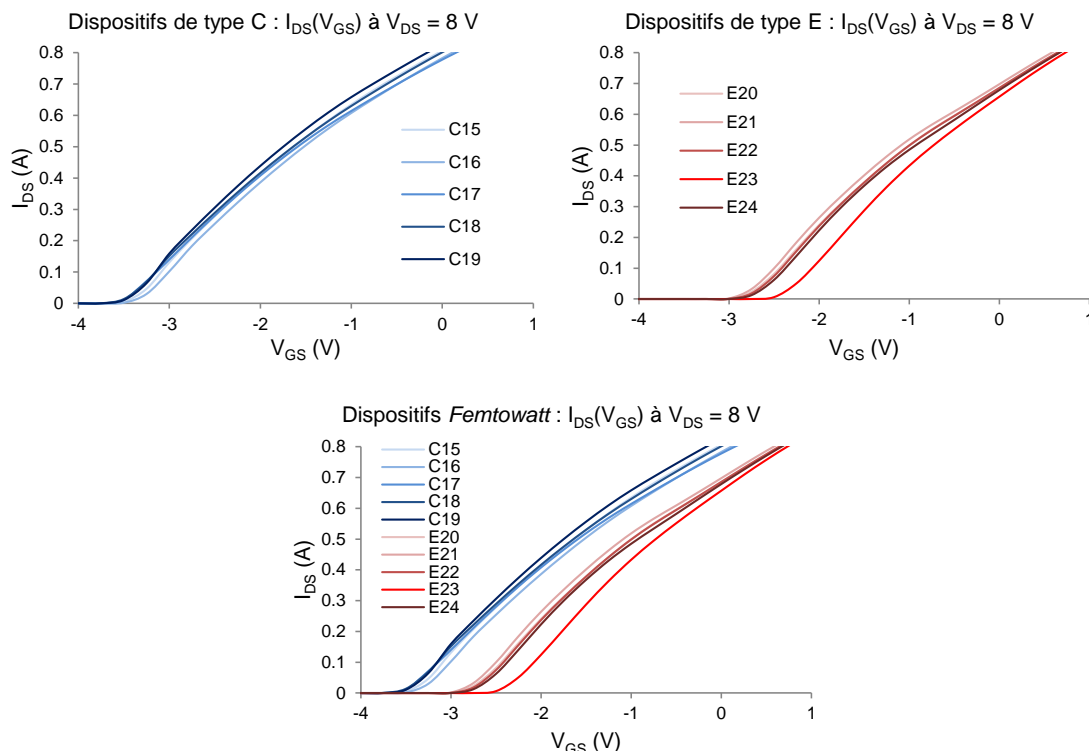 Dispositifs de type C : IDS(VGS) à VDS = 8 V
0.8
0.7
0.6
0.5
0.4
0.3
0.2
0.1
0
IDS (A)
-4
-3
-2
-1
0
1
VGS (V)
C15
C16
C17
C18
C19
Dispositifs de type E : IDS(VGS) à VDS = 8 V
0.8
0.7
0.6
0.5
0.4
0.3
0.2
0.1
0
IDS (A)
-4
-3
-2
-1
0
1
VGS (V)
E20
E21
E22
E23
E24
Dispositifs Femtowatt : IDS(VGS) à VDS = 8 V
0.8
0.7
0.6
0.5
0.4
0.3
0.2
0.1
0
IDS (A)
-4
-3
-2
-1
0
1
VGS (V)
C15
C16
C17
C18
C19
E20
E21
E22
E23
E24